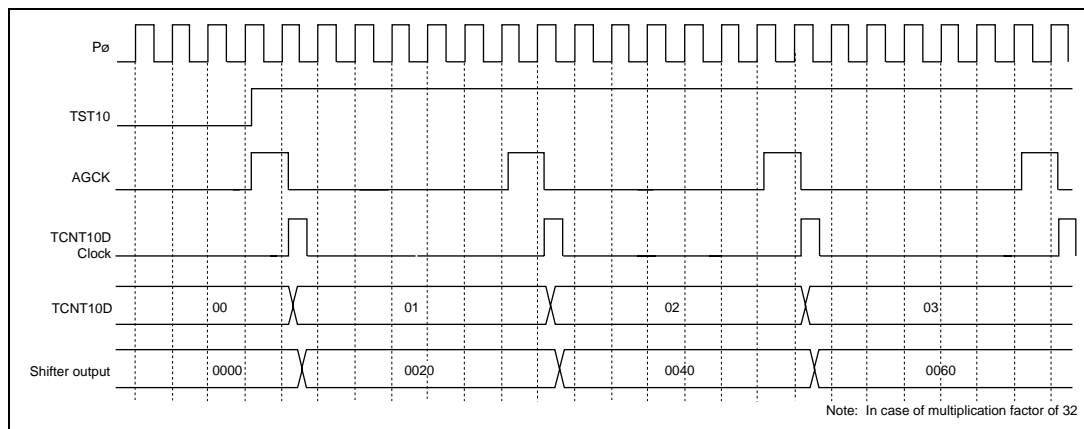 Pø
TST10
AGCK
TCNT10D
Clock
TCNT10D 00 01 02 03
Shifter output 0000 0020 0040 0060
Note: In case of multiplication factor of 32